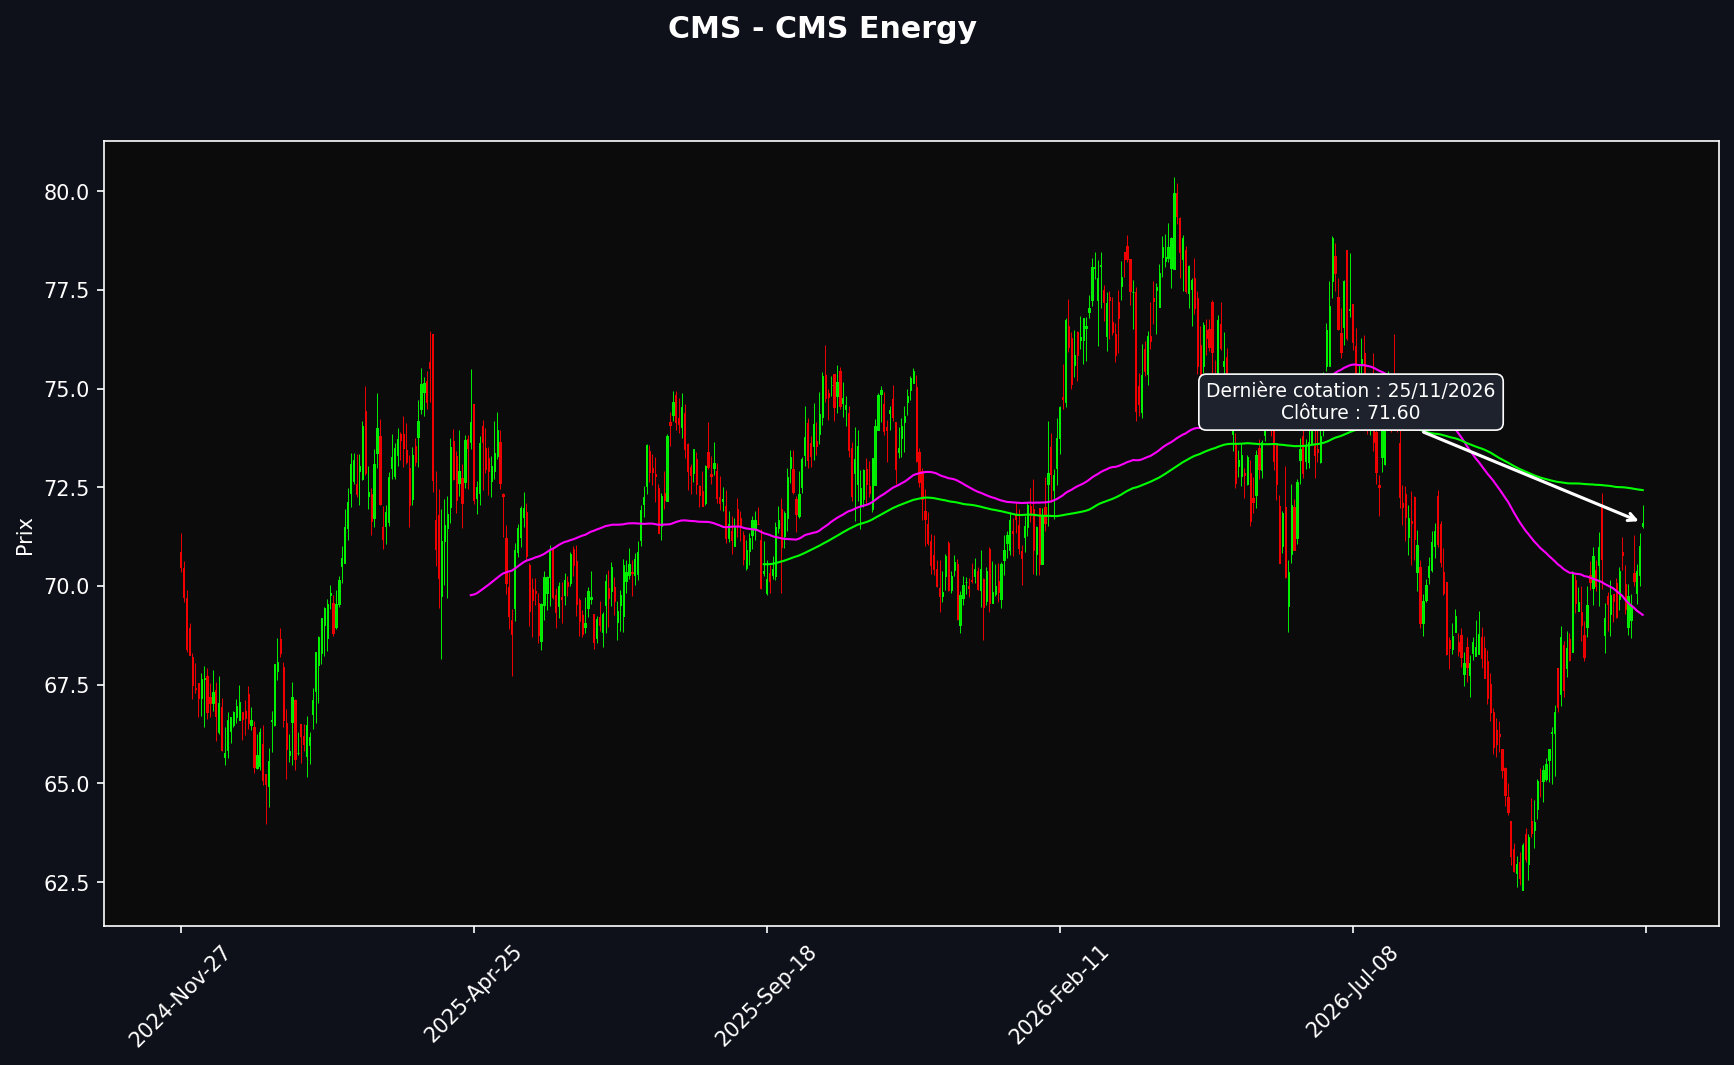 CMS - CMS Energy
Prix
80.0
77.5
75.0
72.5
70.0
67.5
65.0
62.5
Dernière cotation : 25/11/2026
Clôture : 71.60
2024-Nov-27
2025-Apr-25
2025-Sep-18
2026-Feb-11
2026-Jul-08